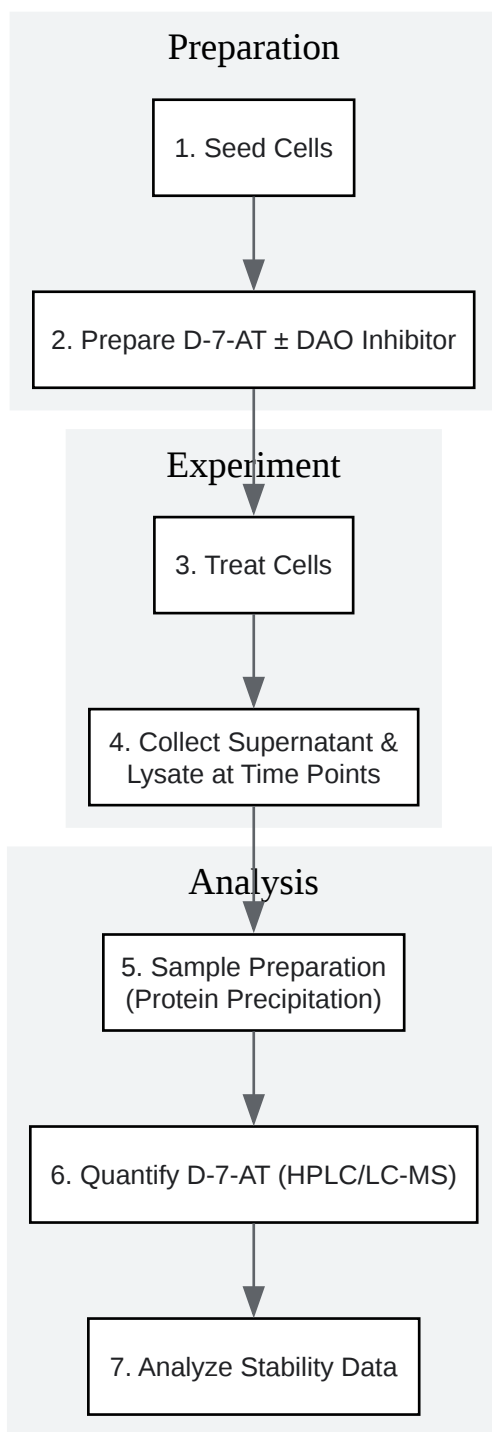 Preparation
1. Seed Cells
2. Prepare D-7-AT ± DAO Inhibitor
Experiment
3. Treat Cells
4. Collect Supernatant &
Lysate at Time Points
Analysis
5. Sample Preparation
(Protein Precipitation)
6. Quantify D-7-AT (HPLC/LC-MS)
7. Analyze Stability Data